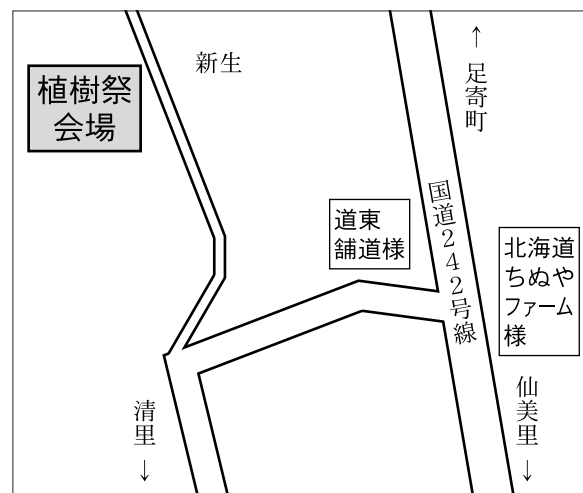 新生
植樹祭
会場
↑足寄町
国道242号線
道東
舗道様
北海道
ちぬや
ファーム
様
清里↓
仙美里↓